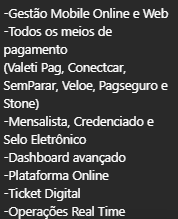 -Gestão Mobile Online e Web
-Todos os meios de
pagamento
(Valeti Pag, Conectcar,
SemParar, Veloe, Pagseguro e
Stone)
-Mensalista, Credenciado e
Selo Eletrônico
-Dashboard avançado
-Plataforma Online
-Ticket Digital
-Operações Real Time